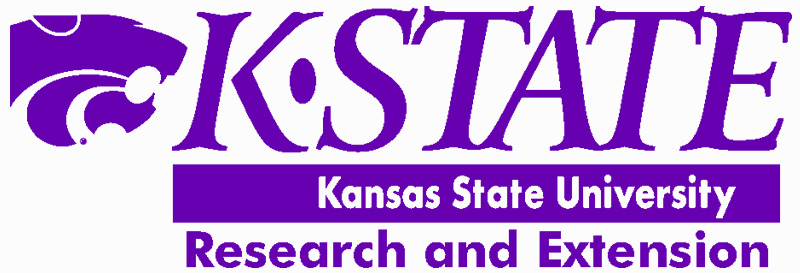 K·STATE
Kansas State University
Research and Extension